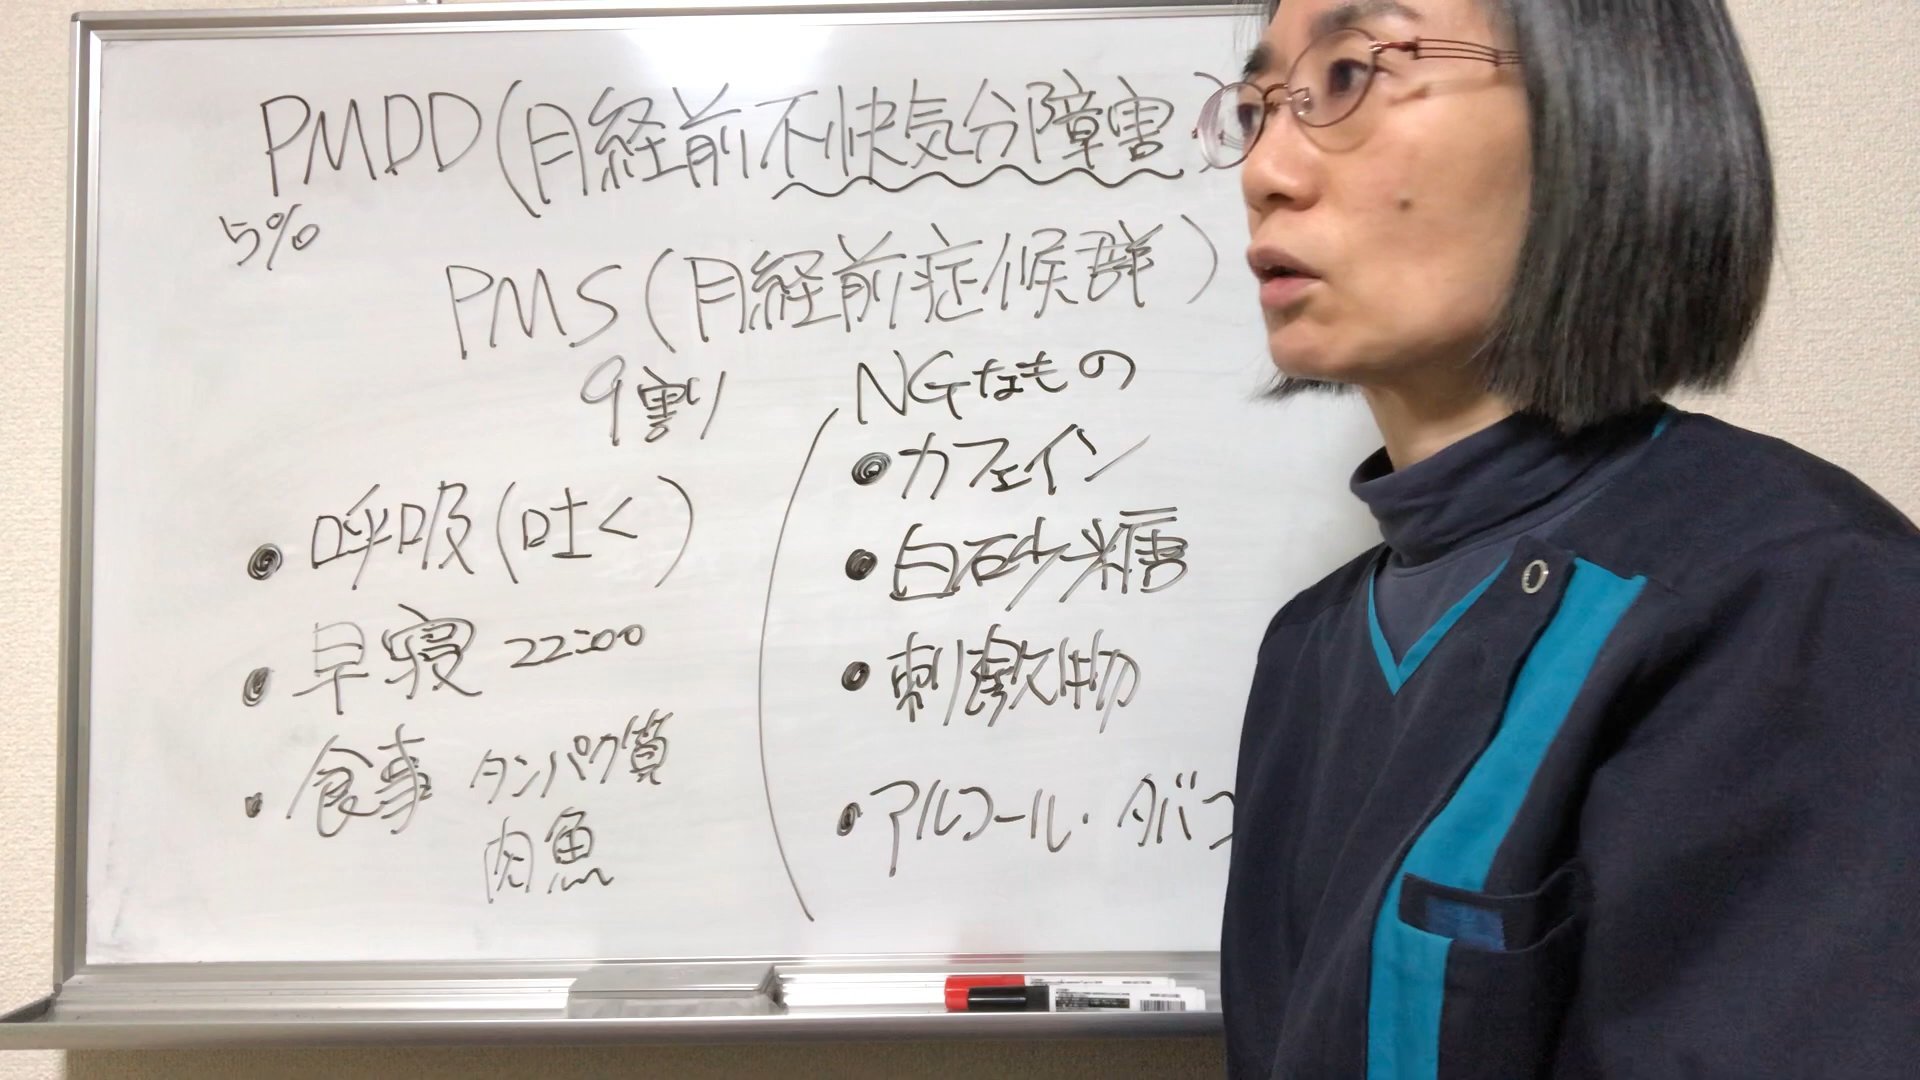 PMDD(月経前不快気分障害)
5%
PMS(月経前症候群)
9割
• 呼吸(吐く)
• 早寝 22:00
• 食事 タンパク質
肉魚
NGなもの
• カフェイン
• 白砂糖
• 刺激物
• アルコール・タバコ